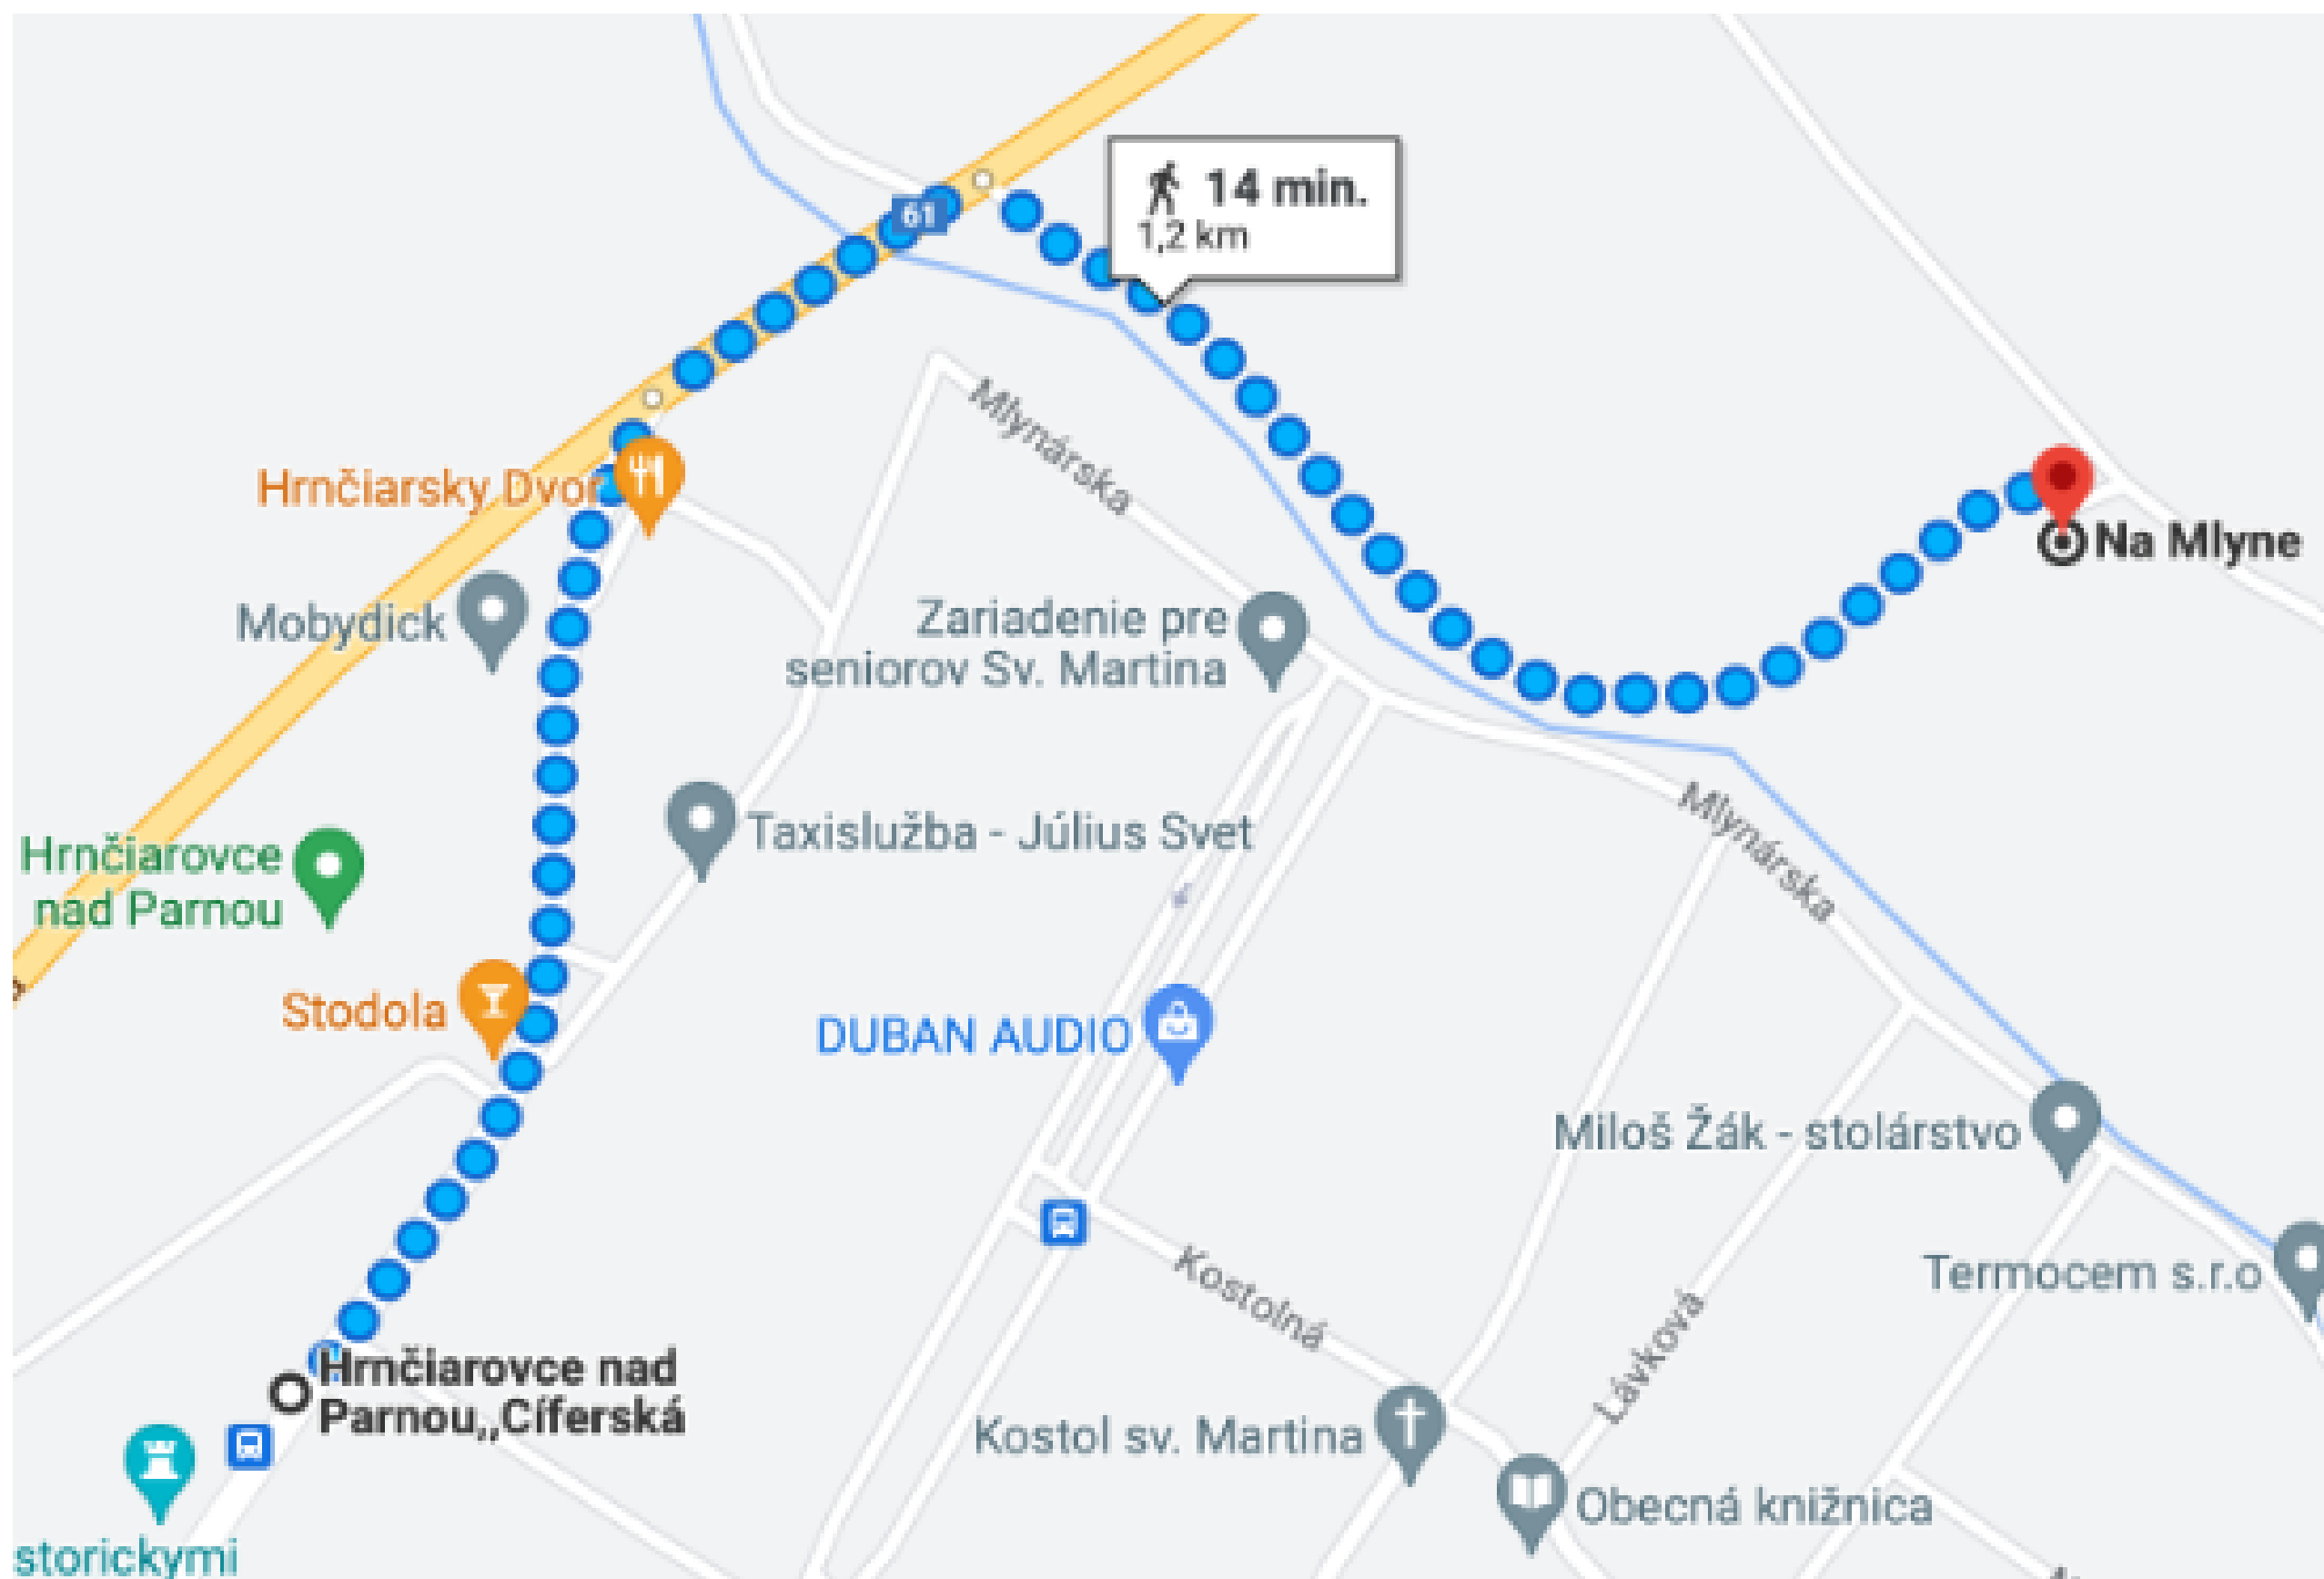 61
14 min.
1,2 km
Mlynárska
Hrnčiarsky Dvor
Na Mlyne
Mobydick
Zariadenie pre
seniorov Sv. Martina
Taxislužba - Július Svet
Mlynárska
Hrnčiarovce
nad Parnou
Stodola
DUBAN AUDIO
Miloš Žák - stolárstvo
Kostolná
Termocem s.r.o
Lávková
Hrnčiarovce nad
Parnou,,Cíferská
Kostol sv. Martina
Obecná knižnica
storickymi